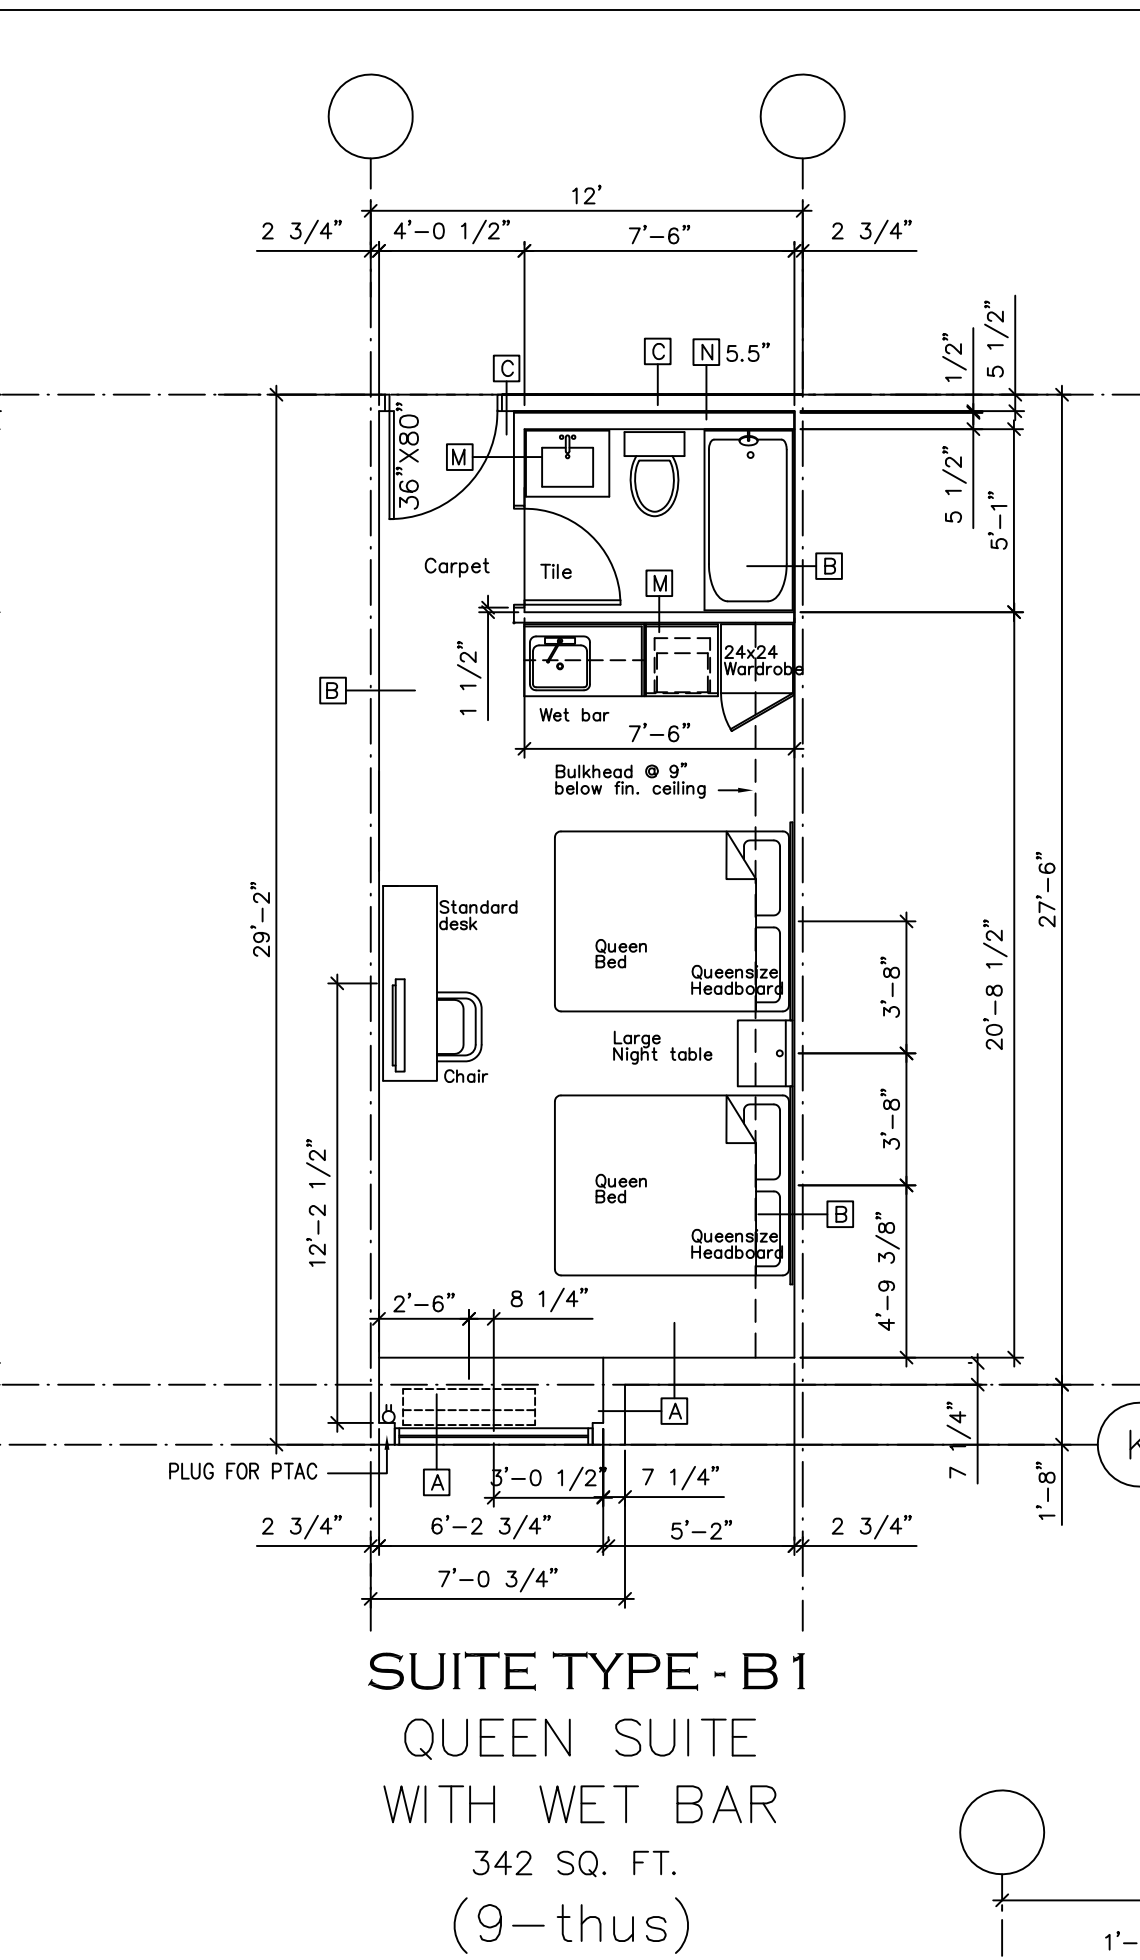 12'
2 3/4" 4'-0 1/2" 7'-6" 2 3/4"
1/2"
5 1/2"
C
C
N 5.5"
36"X80"
M
5 1/2"
5'-1"
Carpet
Tile
B
M
24x24
Wardrobe
1 1/2"
B
Wet bar
7'-6"
Bulkhead @ 9"
below fin. ceiling
29'-2"
27'-6"
Standard
desk
20'-8 1/2"
Queen
Bed
Queensize
Headboard
3'-8"
Large
Night table
Chair
3'-8"
12'-2 1/2"
Queen
Bed
B
Queensize
Headboard
4'-9 3/8"
2'-6" 8 1/4"
A
7 1/4"
K
PLUG FOR PTAC
A
3'-0 1/2" 7 1/4"
1'-8"
2 3/4" 6'-2 3/4" 5'-2" 2 3/4"
7'-0 3/4"
SUITE TYPE - B1
QUEEN SUITE
WITH WET BAR
342 SQ. FT.
(9-thus)
1'-